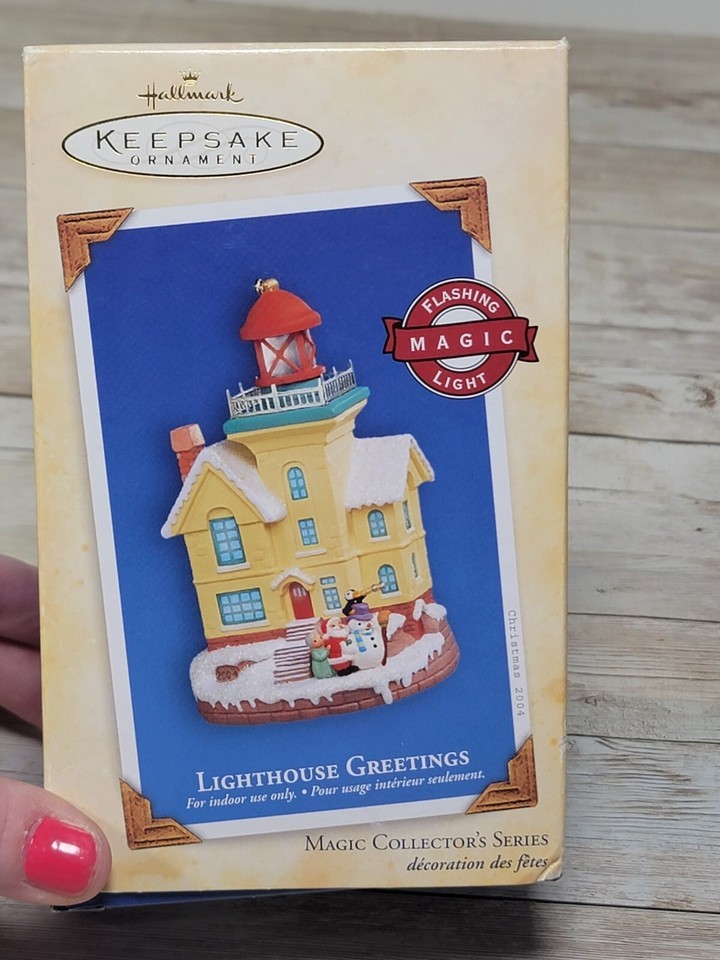 Hallmark
KEEPSAKE
ORNAMENT
FLASHING
MAGIC
LIGHT
2004
Christmas 2004
LIGHTHOUSE GREETINGS
For indoor use only. • Pour usage intérieur seulement.
MAGIC COLLECTOR'S SERIES
décoration des fêtes